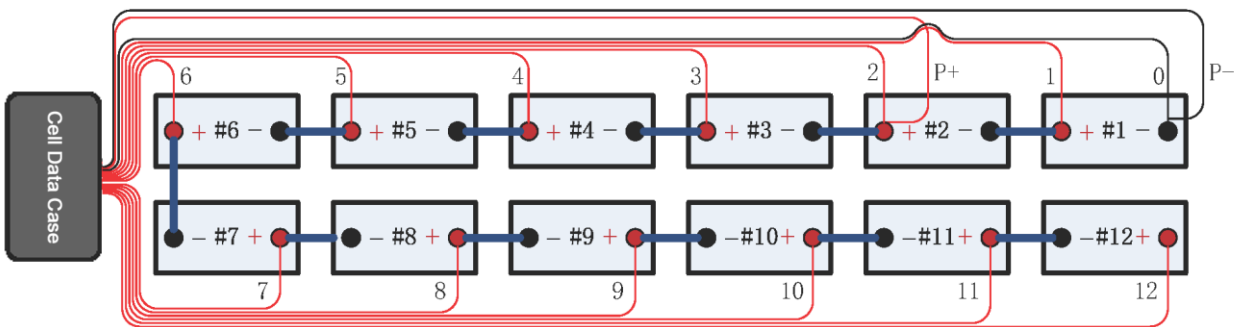 6 5 4 3 2 P+ 1 0 P-
+ #6 - + #5 - + #4 - + #3 - + #2 - + #1 -
Cell Data Case
- #7 + - #8 + - #9 + -#10+ -#11+ -#12+
7 8 9 10 11 12